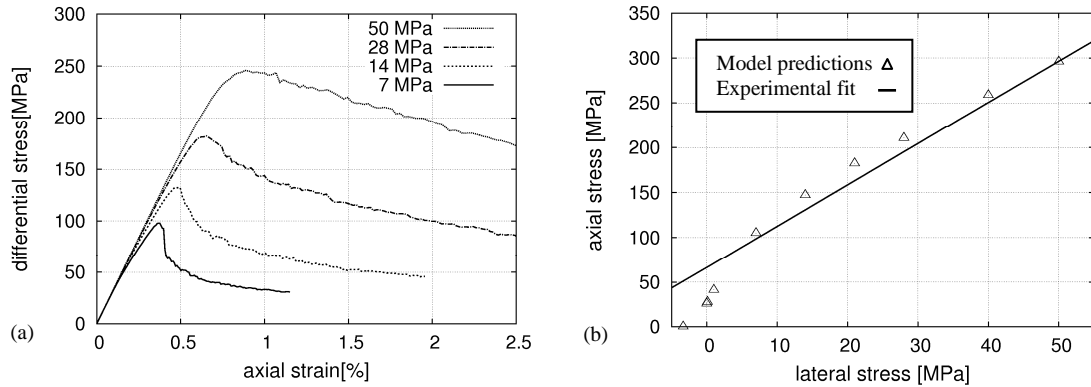 300
250
200
150
100
50
0
differential stress[MPa]
50 MPa
28 MPa
14 MPa
7 MPa
0
0.5
1
1.5
2
2.5
axial strain[%]
(a)
350
300
250
200
150
100
50
0
axial stress [MPa]
Model predictions
Experimental fit
0
10
20
30
40
50
lateral stress [MPa]
(b)